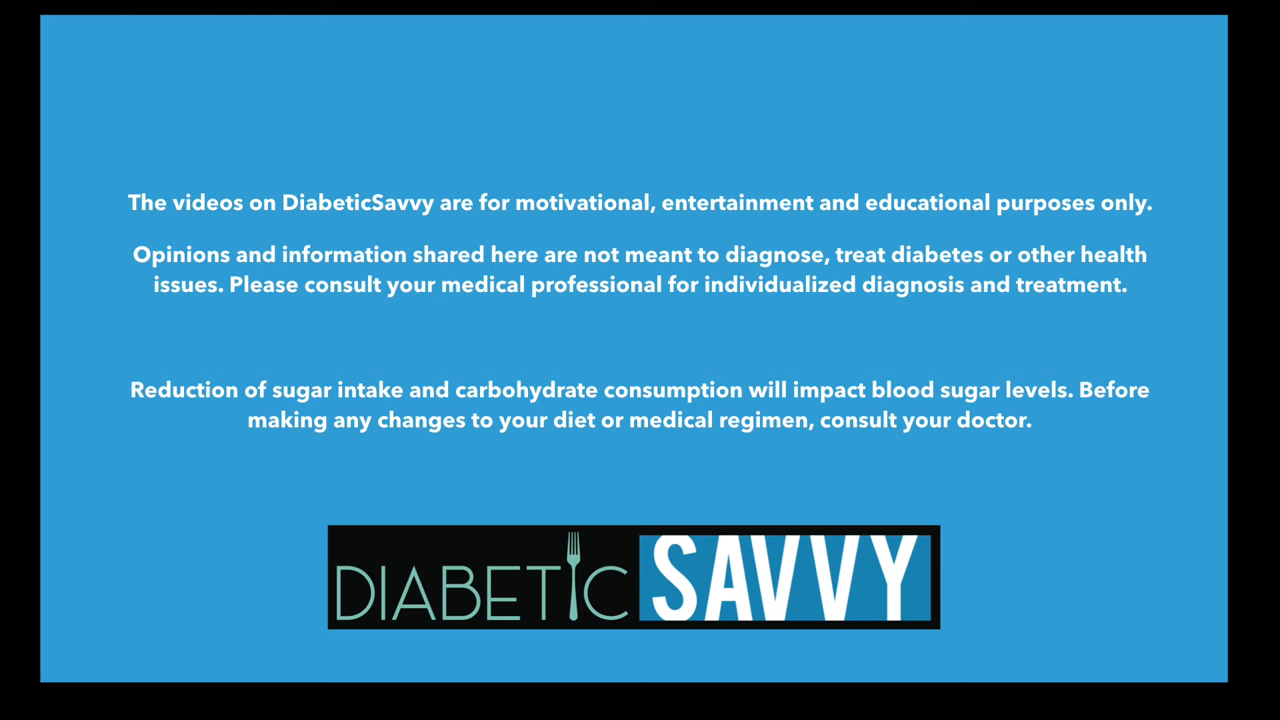 The videos on DiabeticSavvy are for motivational, entertainment and educational purposes only.
Opinions and information shared here are not meant to diagnose, treat diabetes or other health
issues. Please consult your medical professional for individualized diagnosis and treatment.
Reduction of sugar intake and carbohydrate consumption will impact blood sugar levels. Before
making any changes to your diet or medical regimen, consult your doctor.
DIABETIC SAVVY